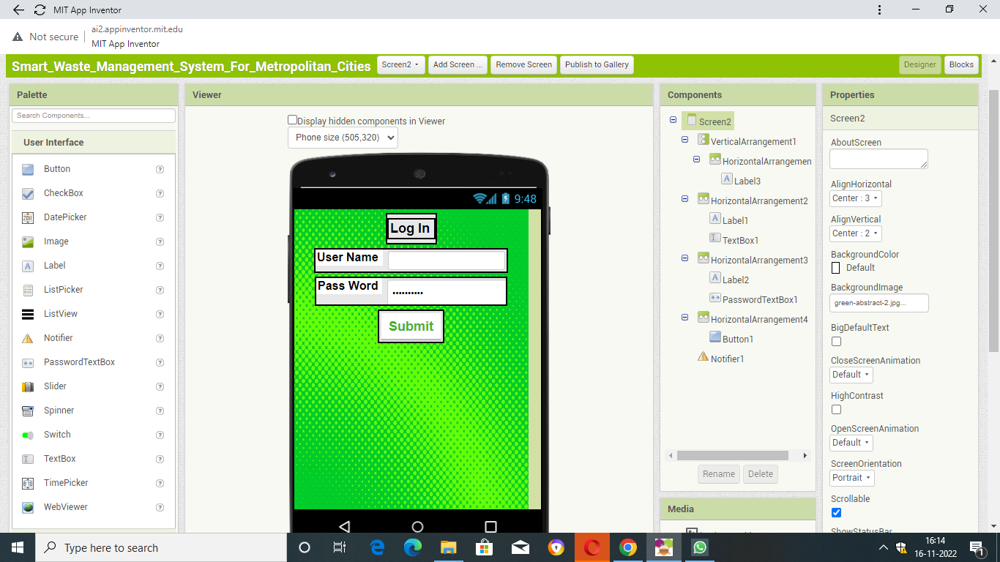 MIT App Inventor
Not secure
ai2.appinventor.mit.edu
MIT App Inventor
Smart_Waste_Management_System_For_Metropolitan_Cities
Screen2
Add Screen ...
Remove Screen
Publish to Gallery
Designer
Blocks
Palette
Search Components...
User Interface
Button
?
CheckBox
?
DatePicker
?
Image
?
Label
?
ListPicker
?
ListView
?
Notifier
?
PasswordTextBox
?
Slider
?
Spinner
?
Switch
?
TextBox
?
TimePicker
?
WebViewer
?
Viewer
Display hidden components in Viewer
Phone size (505,320)
9:48
Log In
User Name
Pass Word
••••••••••
Submit
Components
Screen2
VerticalArrangement1
HorizontalArrangemen
Label3
HorizontalArrangement2
Label1
TextBox1
HorizontalArrangement3
Label2
PasswordTextBox1
HorizontalArrangement4
Button1
Notifier1
Rename
Delete
Media
Properties
Screen2
AboutScreen
AlignHorizontal
Center : 3
AlignVertical
Center : 2
BackgroundColor
Default
BackgroundImage
green-abstract-2.jpg...
BigDefaultText
CloseScreenAnimation
Default
HighContrast
OpenScreenAnimation
Default
ScreenOrientation
Portrait
Scrollable
ShowStatusBar
Type here to search
16:14
16-11-2022
1